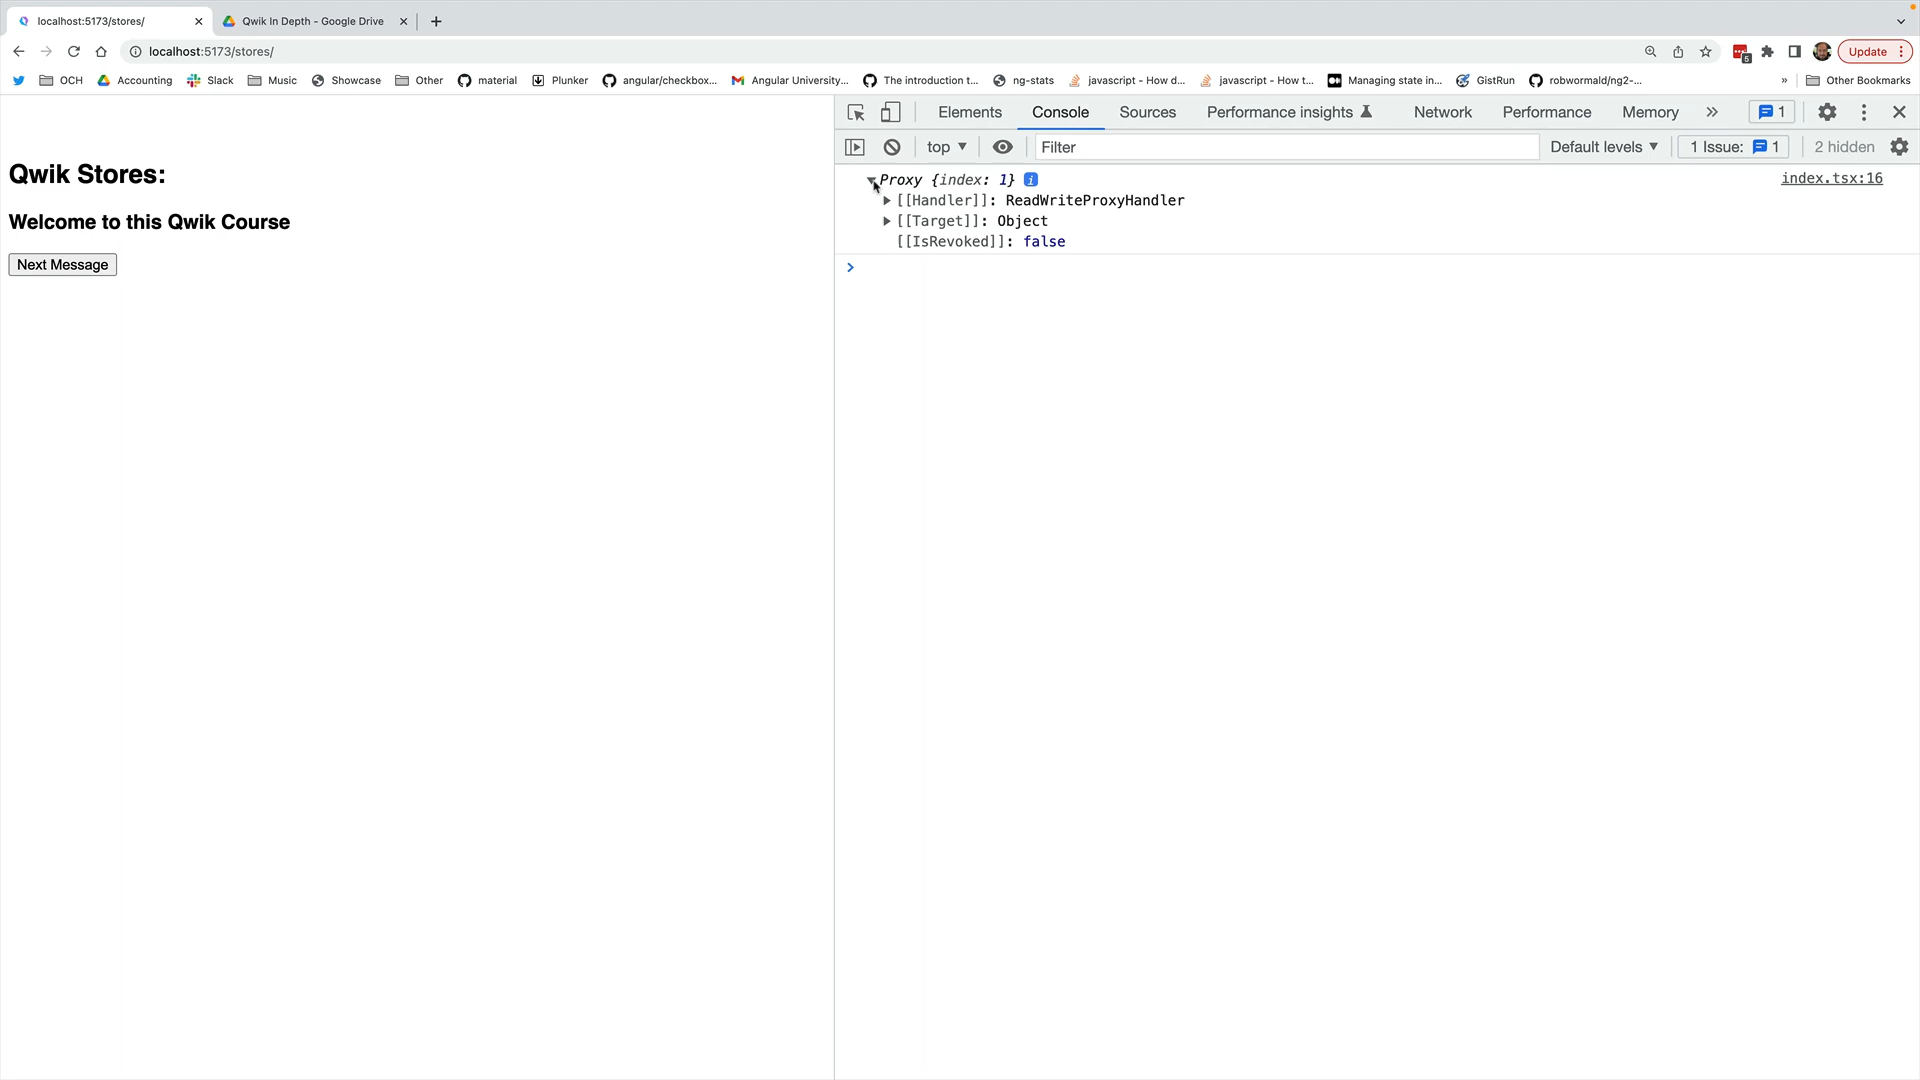 localhost:5173/stores/
Qwik In Depth - Google Drive
localhost:5173/stores/
5
Update
OCH
Accounting
Slack
Music
Showcase
Other
material
Plunker
angular/checkbox...
Angular University...
The introduction t...
ng-stats
javascript - How d...
javascript - How t...
Managing state in...
GistRun
robwormald/ng2-...
»
Other Bookmarks
Qwik Stores:
Welcome to this Qwik Course
Next Message
Elements
Console
Sources
Performance insights
Network
Performance
Memory
1
top
Filter
Default levels
1 Issue: 1
2 hidden
Proxy {index: 1} i
index.tsx:16
[[Handler]]: ReadWriteProxyHandler
[[Target]]: Object
[[IsRevoked]]: false